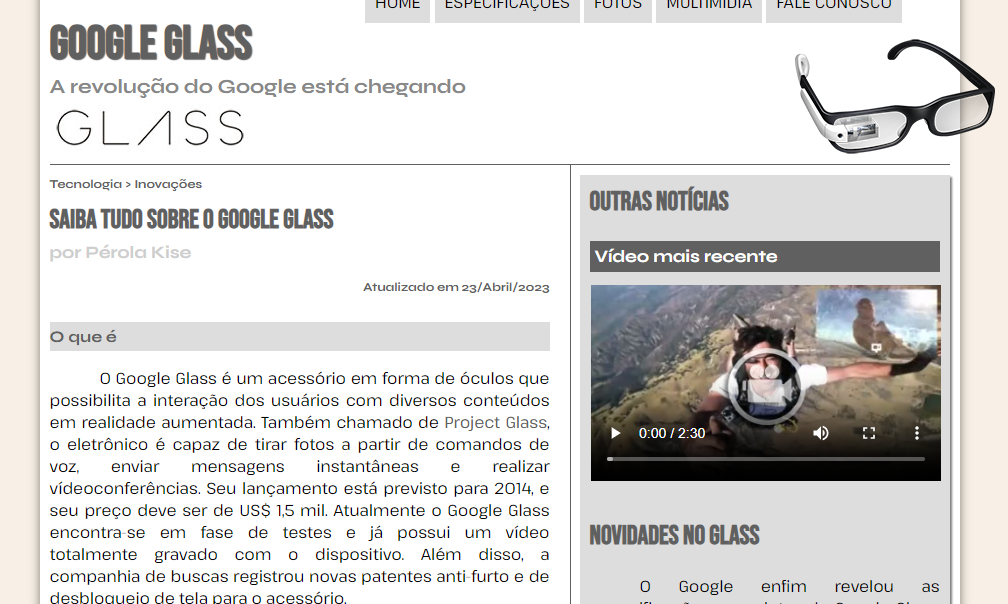 HOME ESPECIFICAÇÕES FOTOS MULTIMÍDIA FALE CONOSCO
GOOGLE GLASS
A revolução do Google está chegando
GLASS
Tecnologia > Inovações
SAIBA TUDO SOBRE O GOOGLE GLASS
por Pérola Kise
Atualizado em 23/Abril/2023
O que é
O Google Glass é um acessório em forma de óculos que
possibilita a interação dos usuários com diversos conteúdos
em realidade aumentada. Também chamado de Project Glass,
o eletrônico é capaz de tirar fotos a partir de comandos de
voz, enviar mensagens instantâneas e realizar
vídeoconferências. Seu lançamento está previsto para 2014, e
seu preço deve ser de US$ 1,5 mil. Atualmente o Google Glass
encontra-se em fase de testes e já possui um vídeo
totalmente gravado com o dispositivo. Além disso, a
companhia de buscas registrou novas patentes anti-furto e de
desbloqueio de tela para o acessório.
OUTRAS NOTÍCIAS
Vídeo mais recente
0:00 / 2:30
NOVIDADES NO GLASS
O Google enfim revelou as